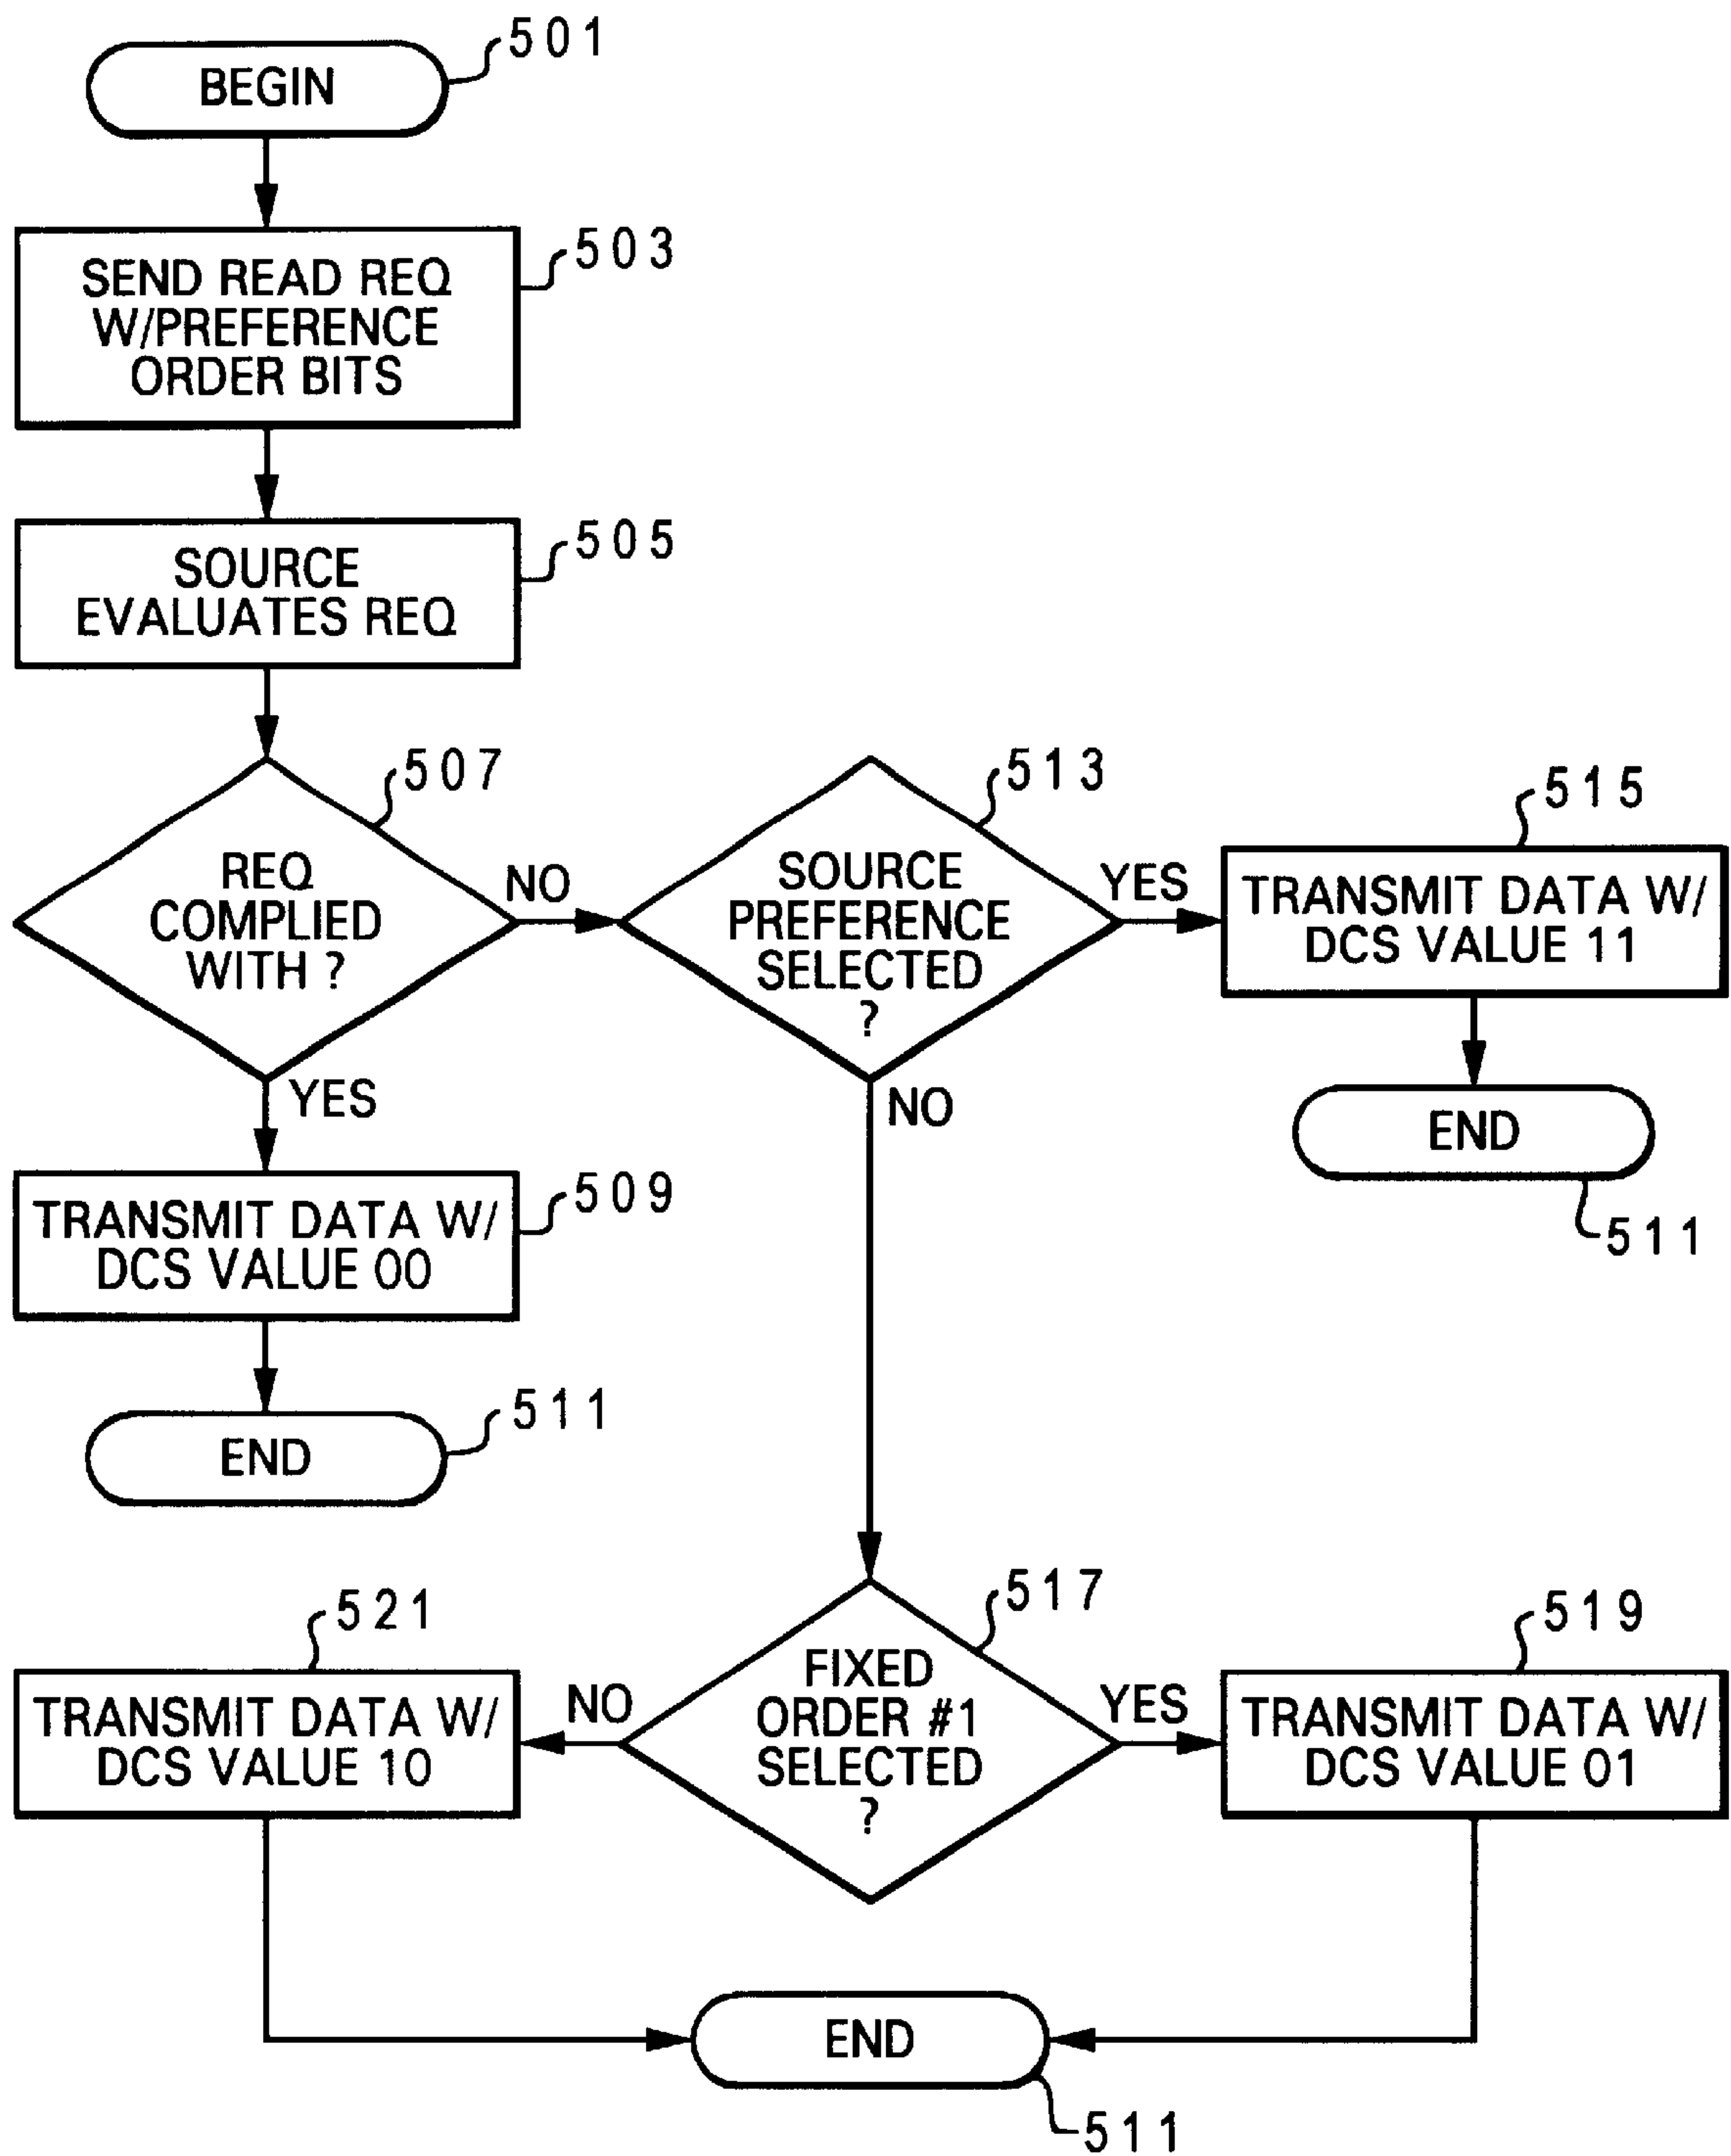 501
BEGIN
503
SEND READ REQ
W/PREFERENCE
ORDER BITS
505
SOURCE
EVALUATES REQ
507
REQ
COMPLIED
WITH ?
NO
YES
513
SOURCE
PREFERENCE
SELECTED
?
YES
NO
515
TRANSMIT DATA W/
DCS VALUE 11
END
511
509
TRANSMIT DATA W/
DCS VALUE 00
END
511
517
FIXED
ORDER #1
SELECTED
?
NO
YES
521
TRANSMIT DATA W/
DCS VALUE 10
519
TRANSMIT DATA W/
DCS VALUE 01
END
511